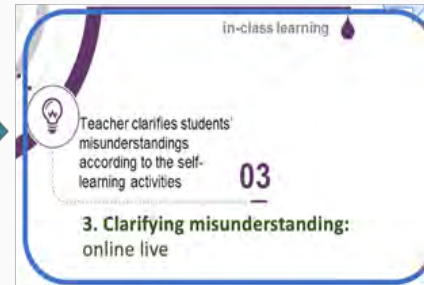 in-class learning
Teacher clarifies students'
misunderstandings
according to the self-
learning activities
03
3. Clarifying misunderstanding:
online live